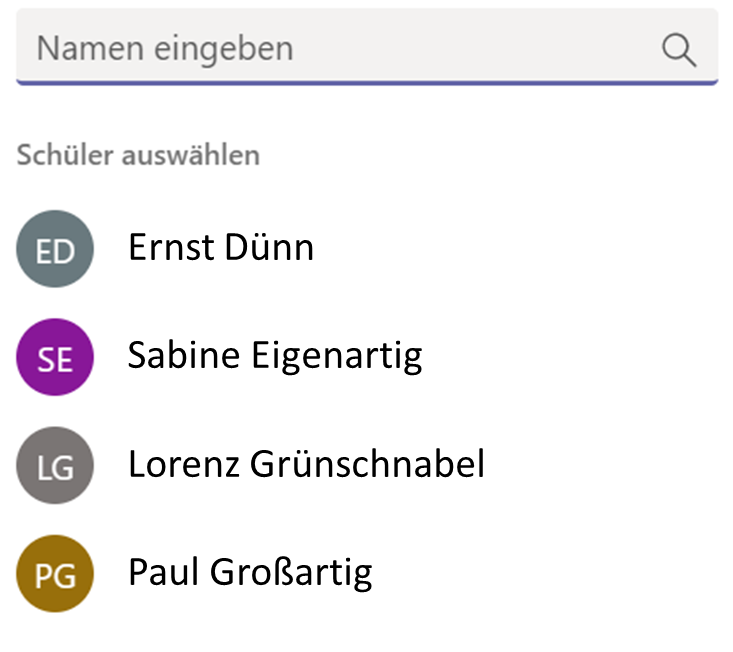 Namen eingeben
Schüler auswählen
ED Ernst Dünn
SE Sabine Eigenartig
LG Lorenz Grünschnabel
PG Paul Großartig